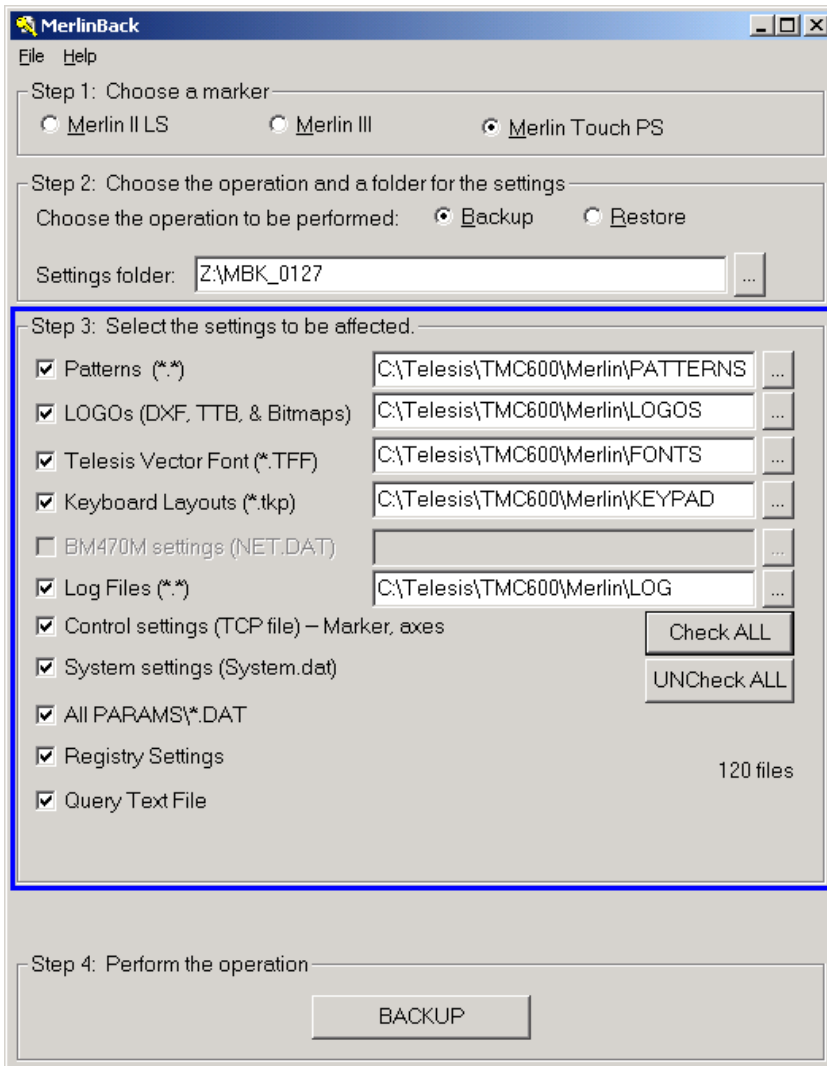 MerlinBack
File Help
Step 1: Choose a marker
Merlin II LS Merlin III Merlin Touch PS
Step 2: Choose the operation and a folder for the settings
Choose the operation to be performed: Backup Restore
Settings folder: Z:\MBK_0127 ...
Step 3: Select the settings to be affected.
Patterns (*.*) C:\Telesis\TMC600\Merlin\PATTERNS ...
LOGOs (DXF, TTB, & Bitmaps) C:\Telesis\TMC600\Merlin\LOGOS ...
Telesis Vector Font (*.TFF) C:\Telesis\TMC600\Merlin\FONTS ...
Keyboard Layouts (*.tkp) C:\Telesis\TMC600\Merlin\KEYPAD ...
BM470M settings (NET.DAT) ...
Log Files (*.*) C:\Telesis\TMC600\Merlin\LOG ...
Control settings (TCP file) – Marker, axes Check ALL
System settings (System.dat) UNCheck ALL
All PARAMS\*.DAT
Registry Settings 120 files
Query Text File
Step 4: Perform the operation
BACKUP